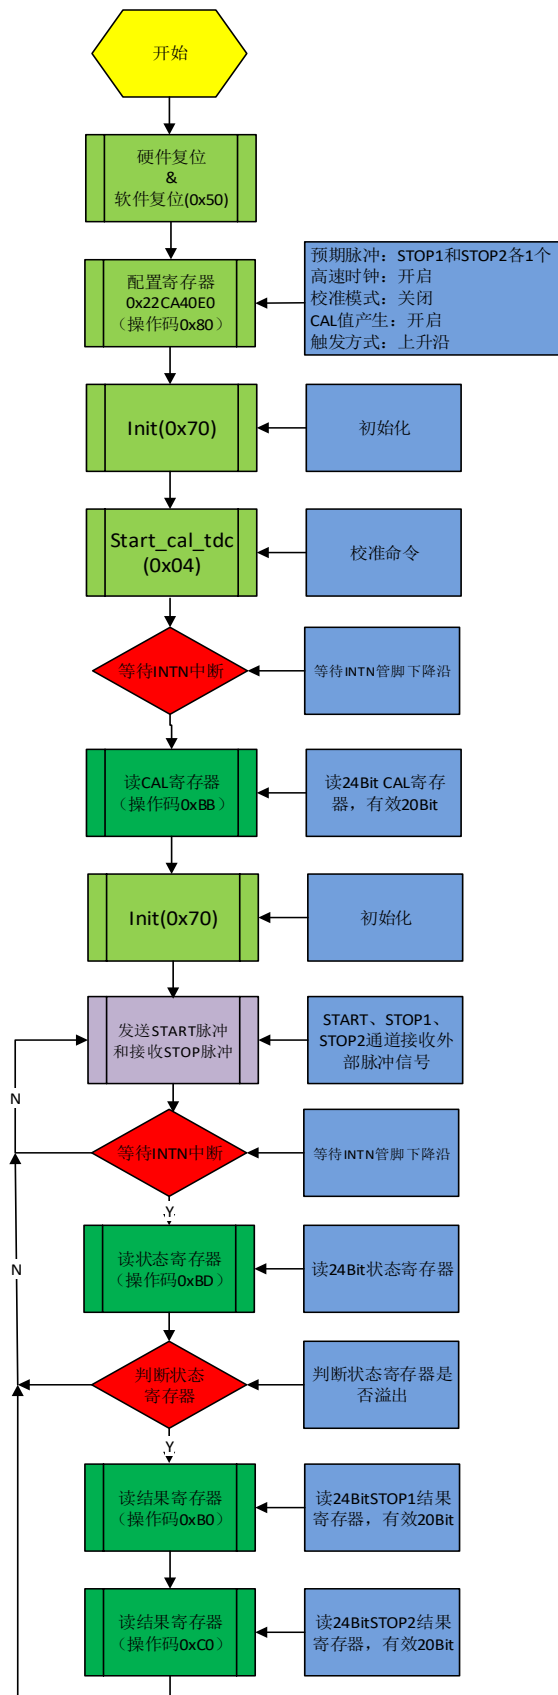 开始
硬件复位
&
软件复位(0x50)
配置寄存器
0x22CA40E0
（操作码0x80）
预期脉冲：STOP1和STOP2各1个
高速时钟：开启
校准模式：关闭
CAL值产生：开启
触发方式：上升沿
Init(0x70)
初始化
Start_cal_tdc
(0x04)
校准命令
等待INTN中断
等待INTN管脚下降沿
读CAL寄存器
（操作码0xBB）
读24Bit CAL寄存
器，有效20Bit
Init(0x70)
初始化
发送START脉冲
和接收STOP脉冲
START、STOP1、
STOP2通道接收外
部脉冲信号
N
等待INTN中断
等待INTN管脚下降沿
Y
N
读状态寄存器
（操作码0xBD）
读24Bit状态寄存器
判断状态
寄存器
判断状态寄存器是
否溢出
Y
读结果寄存器
（操作码0xB0）
读24BitSTOP1结果
寄存器，有效20Bit
读结果寄存器
（操作码0xC0）
读24BitSTOP2结果
寄存器，有效20Bit